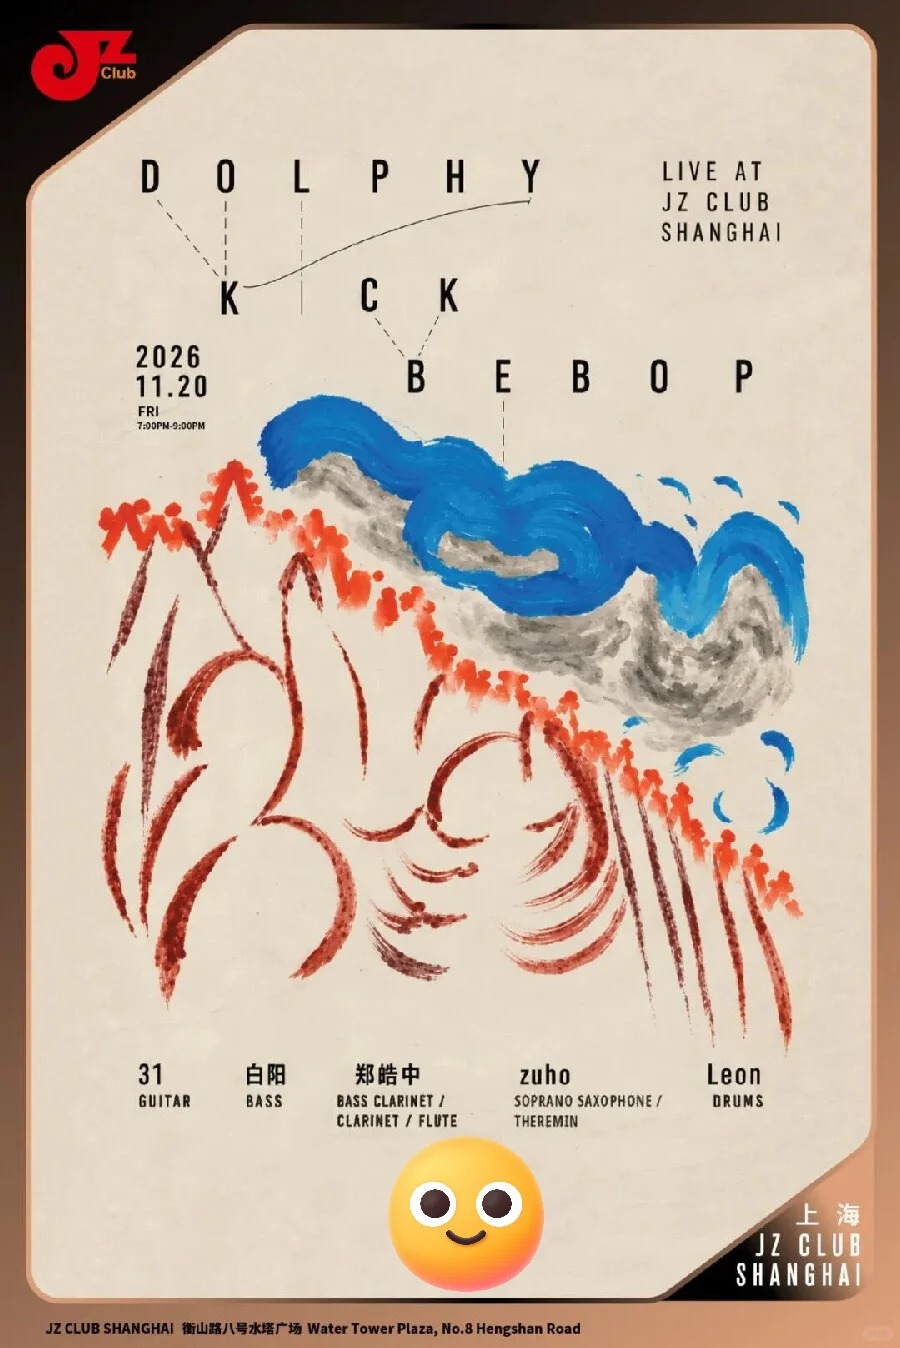 JZ
Club
DOLPHY
LIVE AT
JZ CLUB
SHANGHAI
K CK
2026
11.20
FRI
7:00PM-9:00PM
BEBOP
31
GUITAR
白阳
BASS
郑皓中
BASS CLARINET /
CLARINET / FLUTE
zuho
SOPRANO SAXOPHONE /
THEREMIN
Leon
DRUMS
上海
JZ CLUB
SHANGHAI
JZ CLUB SHANGHAI 衡山路八号水塔广场 Water Tower Plaza, No.8 Hengshan Road